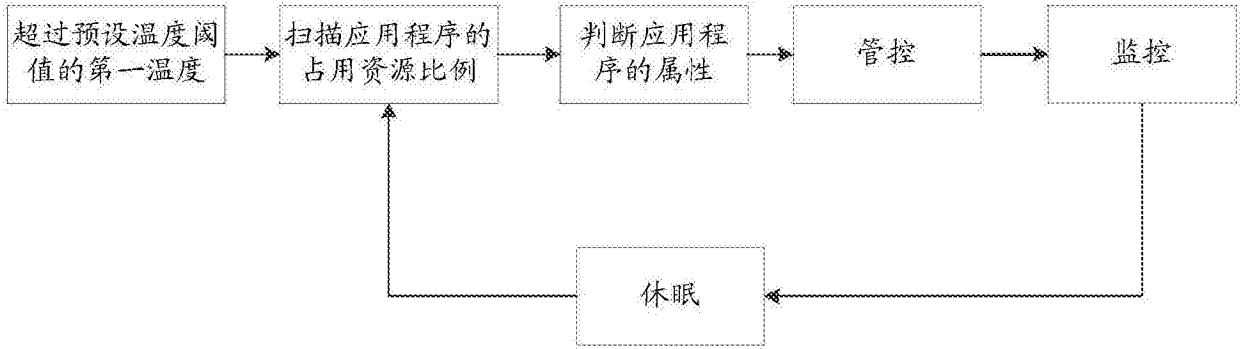 超过预设温度阈
值的第一温度
扫描应用程序的
占用资源比例
判断应用程
序的属性
管控
监控
休眠